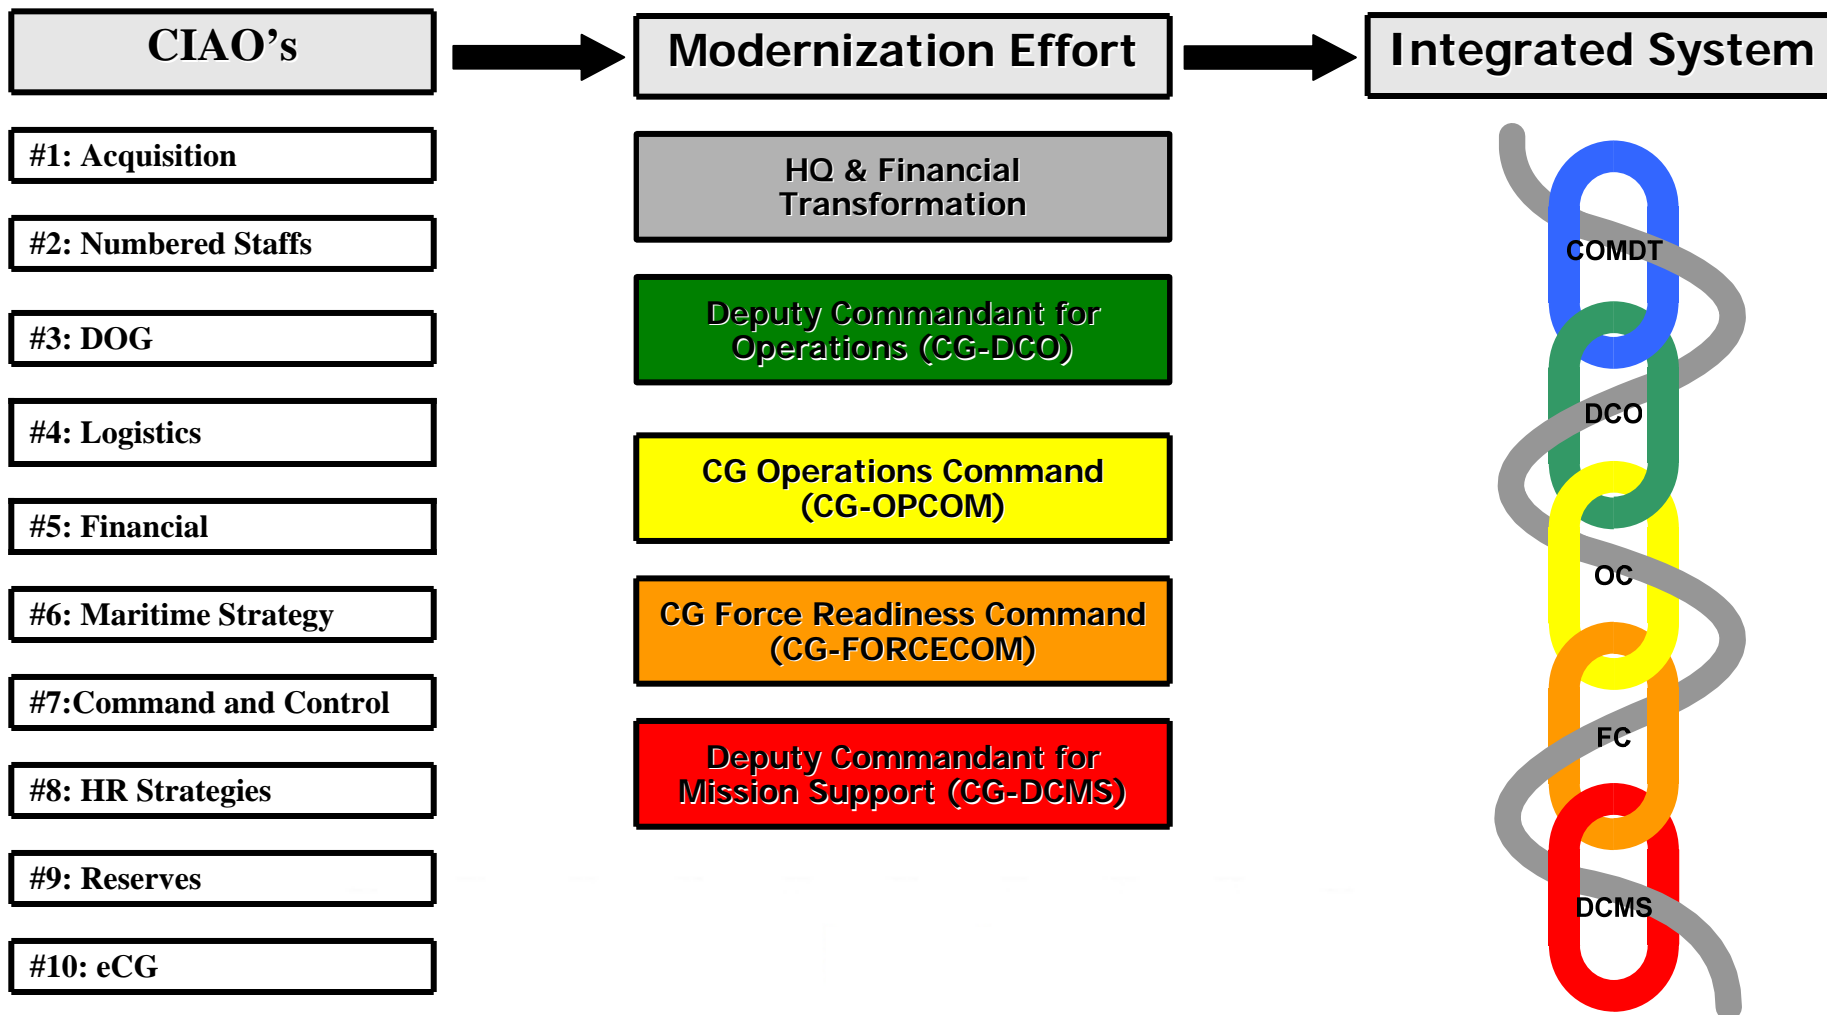 CIAO's
Modernization Effort
Integrated System
#1: Acquisition
#2: Numbered Staffs
#3: DOG
#4: Logistics
#5: Financial
#6: Maritime Strategy
#7:Command and Control
#8: HR Strategies
#9: Reserves
#10: eCG
HQ & Financial
Transformation
Deputy Commandant for
Operations (CG-DCO)
CG Operations Command
(CG-OPCOM)
CG Force Readiness Command
(CG-FORCECOM)
Deputy Commandant for
Mission Support (CG-DCMS)
COMDT
DCO
OC
FC
DCMS